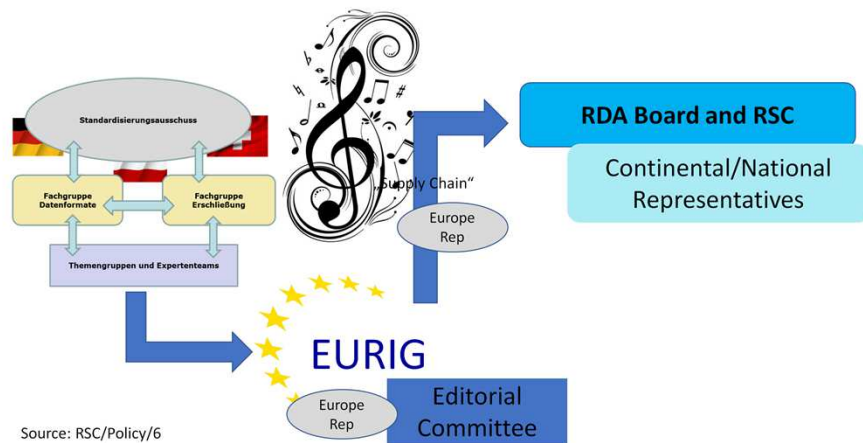 Standardisierungsausschuss
Fachgruppe
Datenformate
Fachgruppe
Erschließung
Themengruppen und Expertenteams
„Supply Chain“
Europe
Rep
RDA Board and RSC
Continental/National
Representatives
EURIG
Europe
Rep
Editorial
Committee
Source: RSC/Policy/6